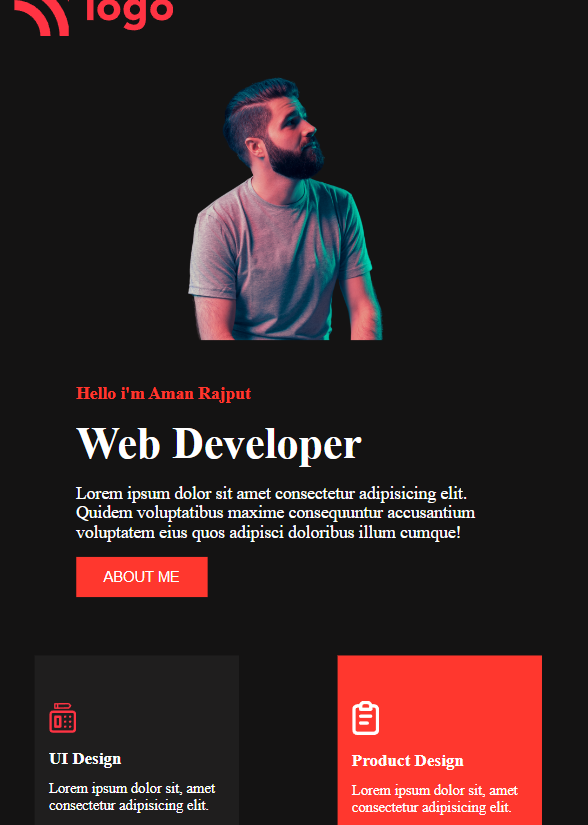 logo
Hello i'm Aman Rajput
Web Developer
Lorem ipsum dolor sit amet consectetur adipisicing elit.
Quidem voluptatibus maxime consequuntur accusantium
voluptatem eius quos adipisci doloribus illum cumque!
ABOUT ME
UI Design
Lorem ipsum dolor sit, amet
consectetur adipisicing elit.
Product Design
Lorem ipsum dolor sit, amet
consectetur adipisicing elit.